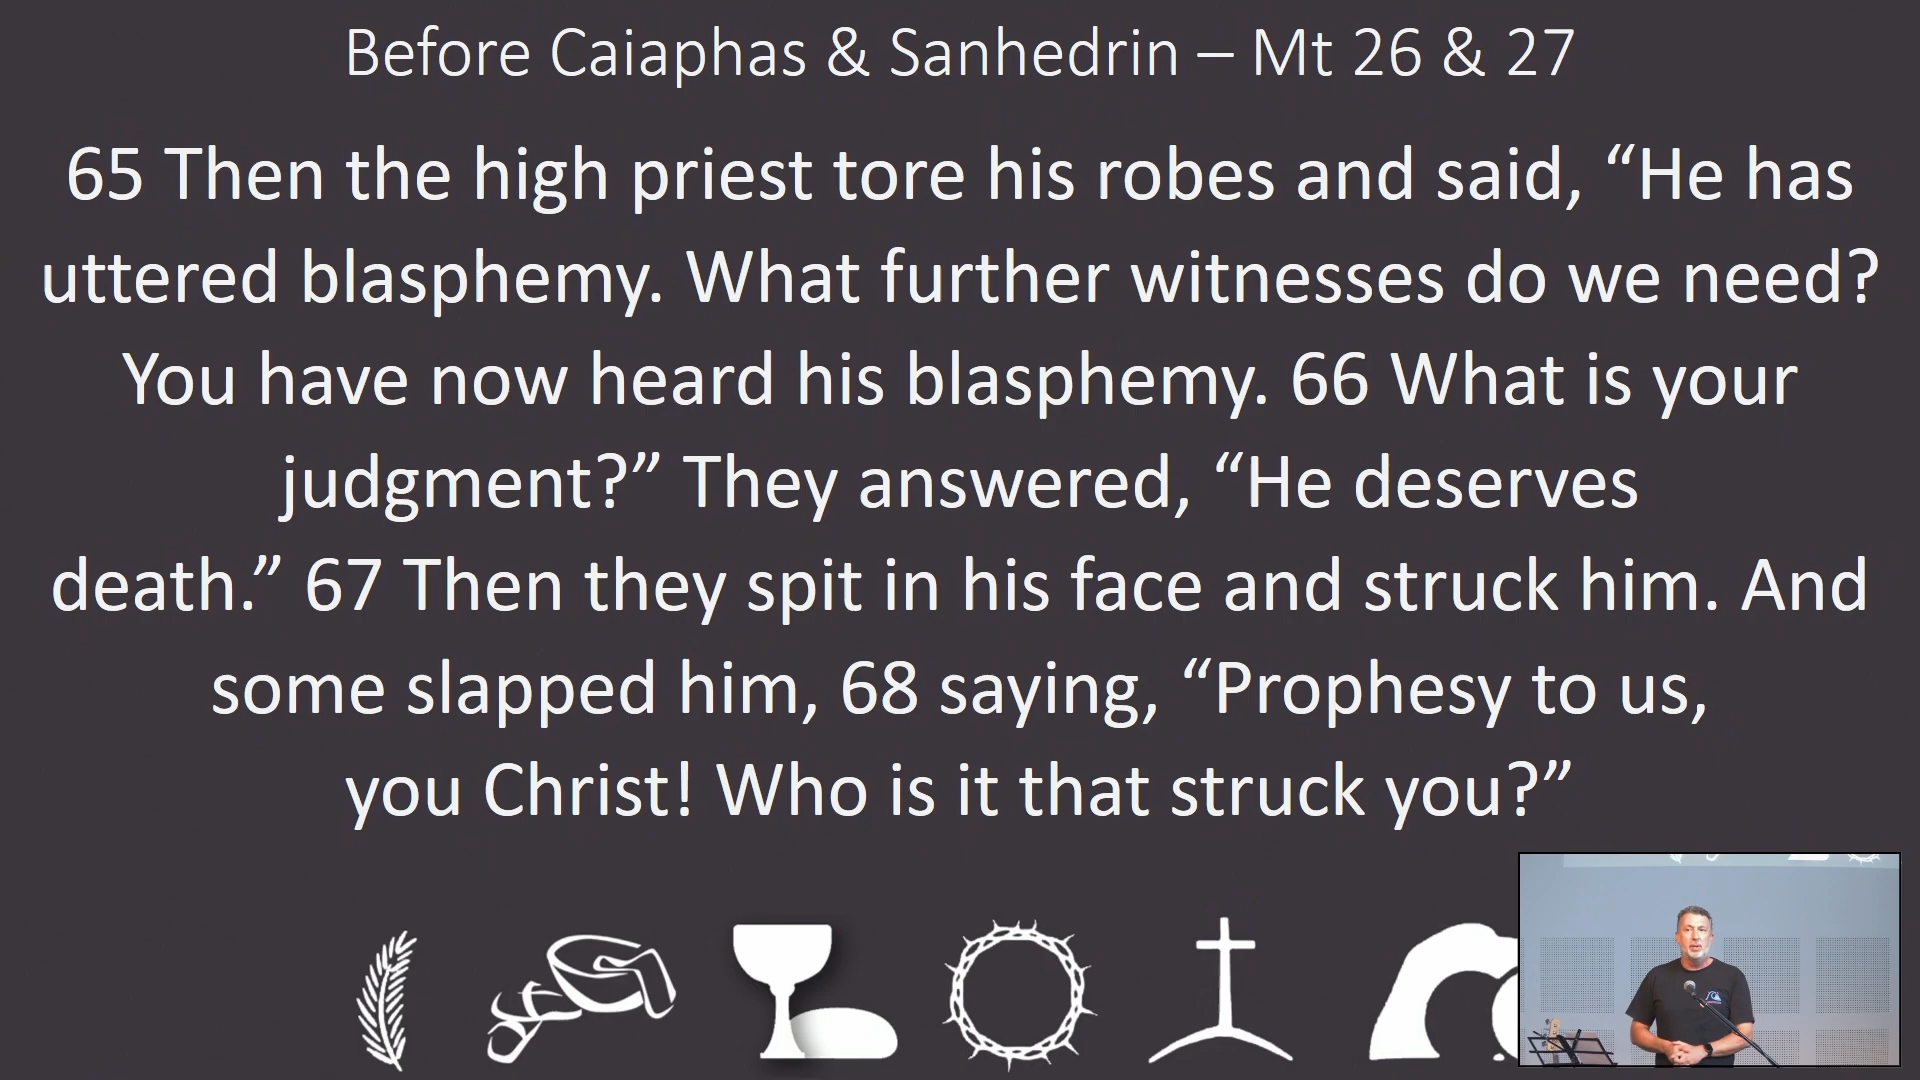 Before Caiaphas & Sanhedrin – Mt 26 & 27
65 Then the high priest tore his robes and said, “He has
uttered blasphemy. What further witnesses do we need?
You have now heard his blasphemy. 66 What is your
judgment?” They answered, “He deserves
death.” 67 Then they spit in his face and struck him. And
some slapped him, 68 saying, “Prophesy to us,
you Christ! Who is it that struck you?”